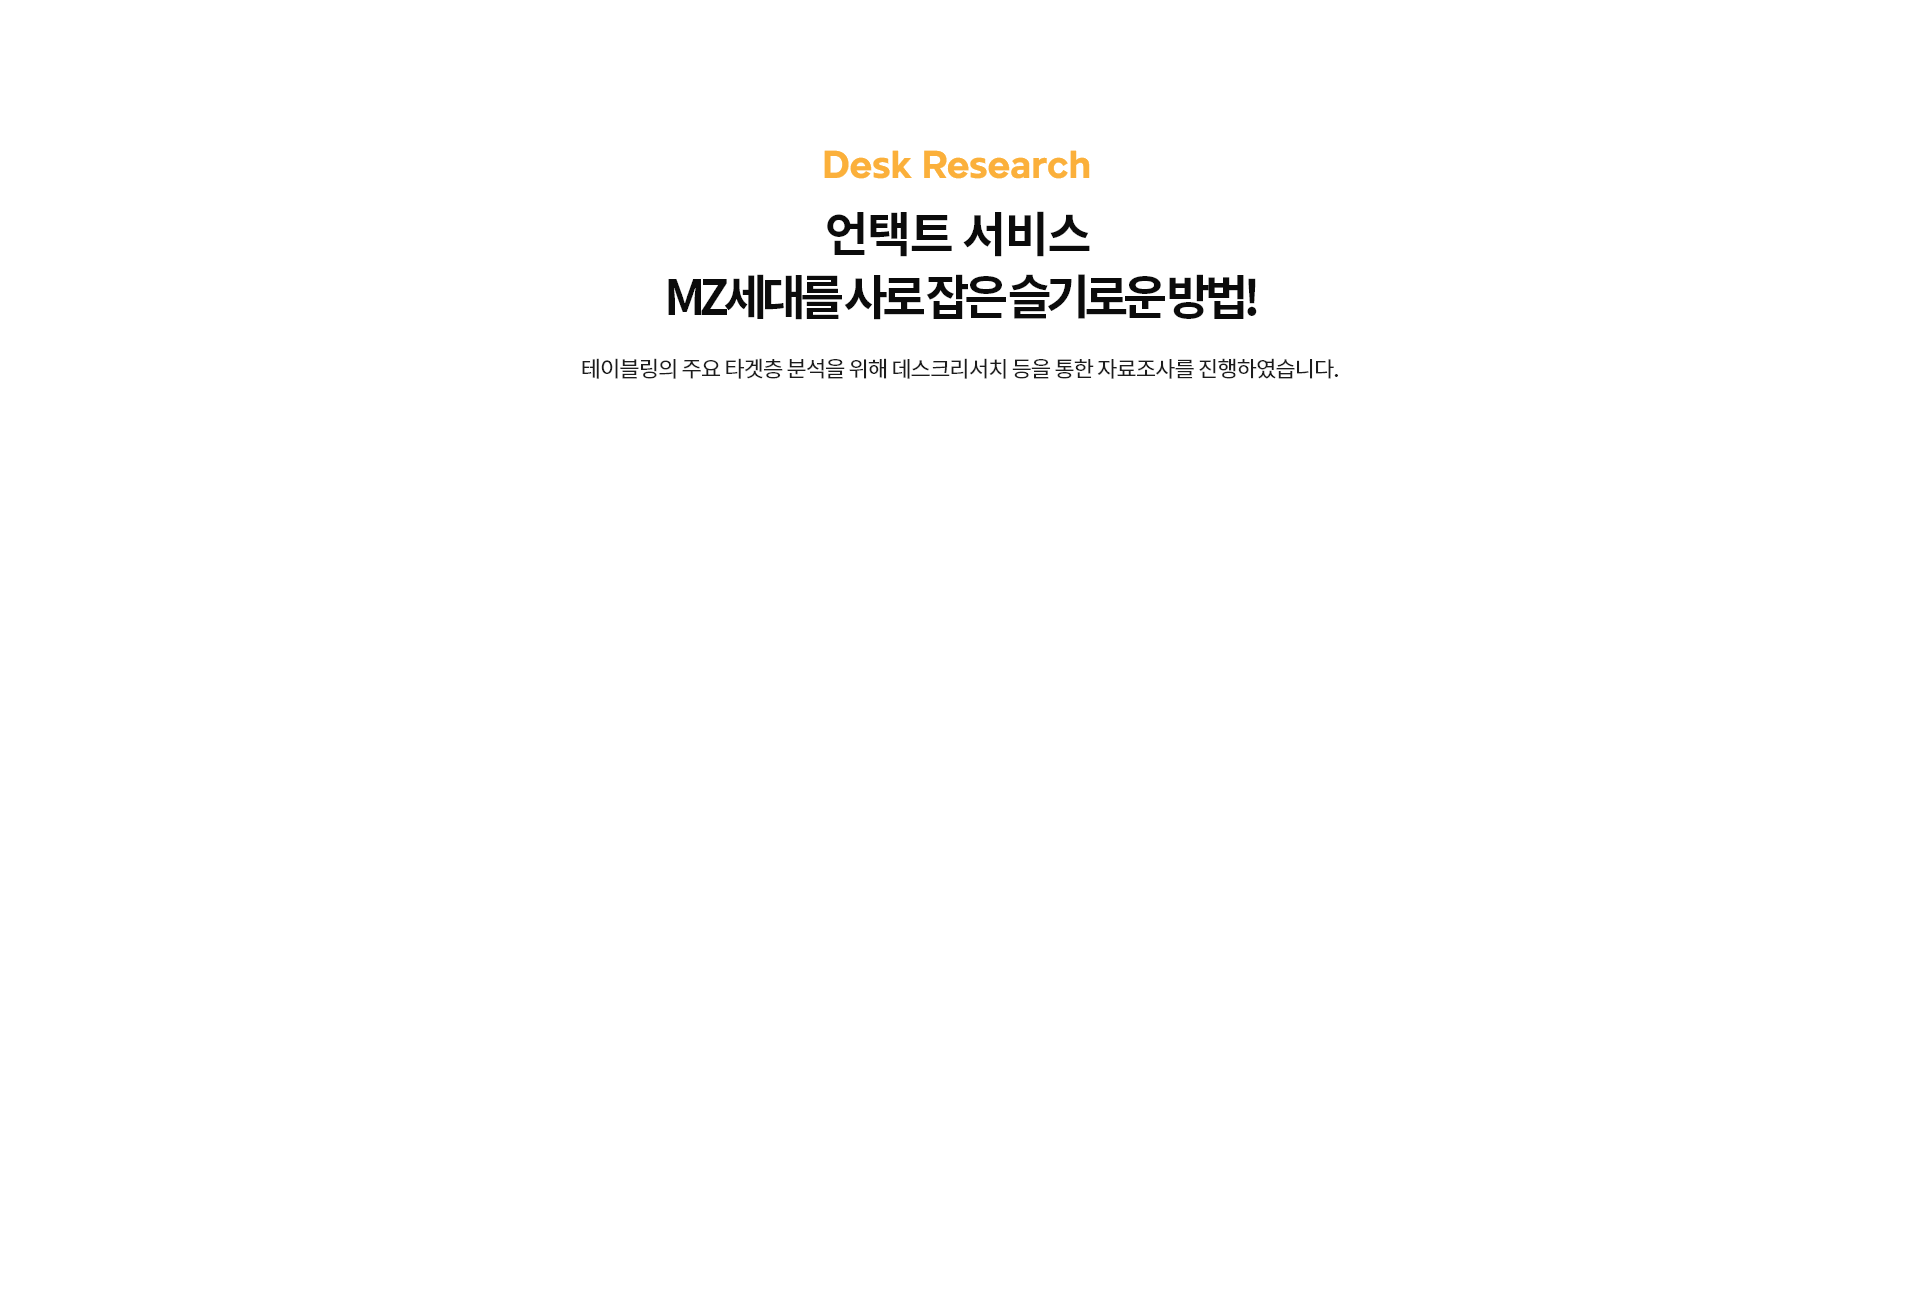 Desk Research
언택트 서비스
MZ세대를 사로 잡은 슬기로운 방법!
테이블링의 주요 타겟층 분석을 위해 데스크리서치 등을 통한 자료조사를 진행하였습니다.